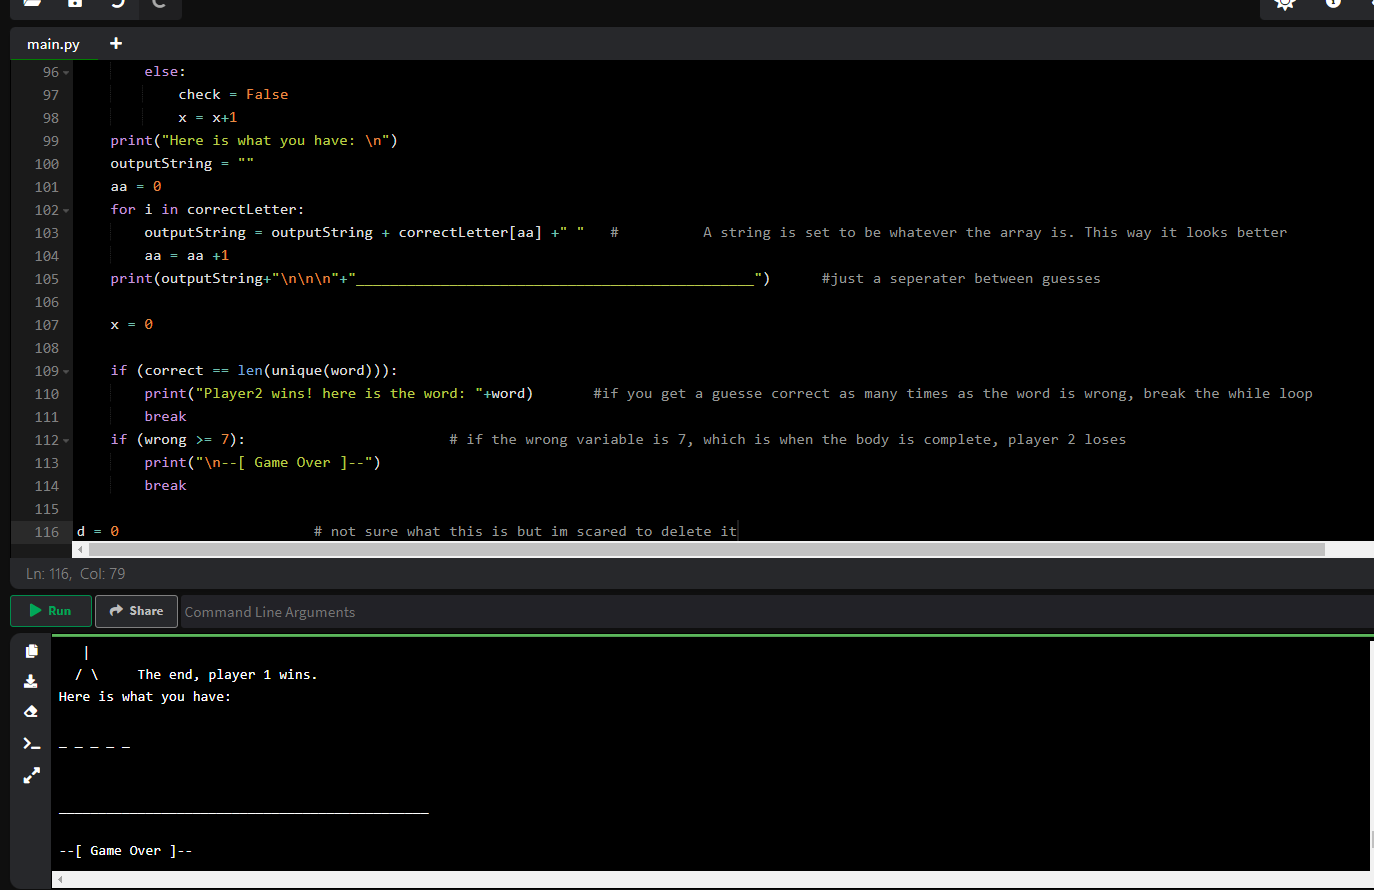 main.py +
96 else:
97 check = False
98 x = x+1
99 print("Here is what you have: \n")
100 outputString = ""
101 aa = 0
102 for i in correctLetter:
103 outputString = outputString + correctLetter[aa] +" " # A string is set to be whatever the array is. This way it looks better
104 aa = aa +1
105 print(outputString+"\n\n\n"+"_______________________________________________") #just a seperater between guesses
106
107 x = 0
108
109 if (correct == len(unique(word))):
110 print("Player2 wins! here is the word: "+word) #if you get a guesse correct as many times as the word is wrong, break the while loop
111 break
112 if (wrong >= 7): # if the wrong variable is 7, which is when the body is complete, player 2 loses
113 print("\n--[ Game Over ]--")
114 break
115
116 d = 0 # not sure what this is but im scared to delete it
Ln: 116, Col: 79
Run Share Command Line Arguments
|
/ \ The end, player 1 wins.
Here is what you have:
_ _ _ _ _
_______________________________________________
--[ Game Over ]--